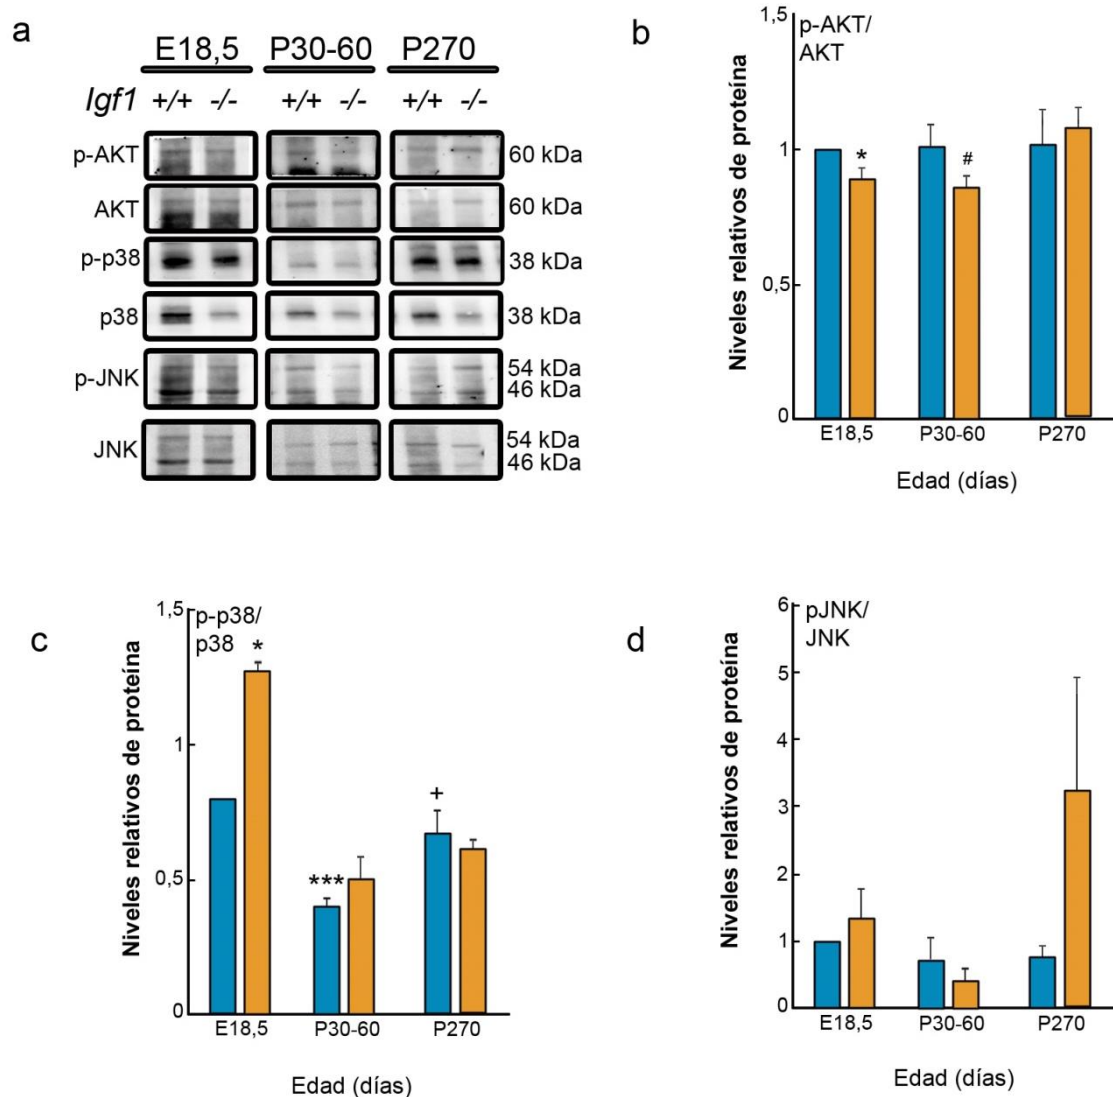 a
E18,5 P30-60 P270
Igf1 +/+ -/- +/+ -/- +/+ -/-
p-AKT 60 kDa
AKT 60 kDa
p-p38 38 kDa
p38 38 kDa
p-JNK 54 kDa
46 kDa
JNK 54 kDa
46 kDa
b
p-AKT/
AKT
Niveles relativos de proteína
1,5
1
0,5
0
*
#
E18,5 P30-60 P270
Edad (días)
c
p-p38/
p38
Niveles relativos de proteína
1,5
1
0,5
0
*
***
+
E18,5 P30-60 P270
Edad (días)
d
pJNK/
JNK
Niveles relativos de proteína
6
5
4
3
2
1
0
E18,5 P30-60 P270
Edad (días)